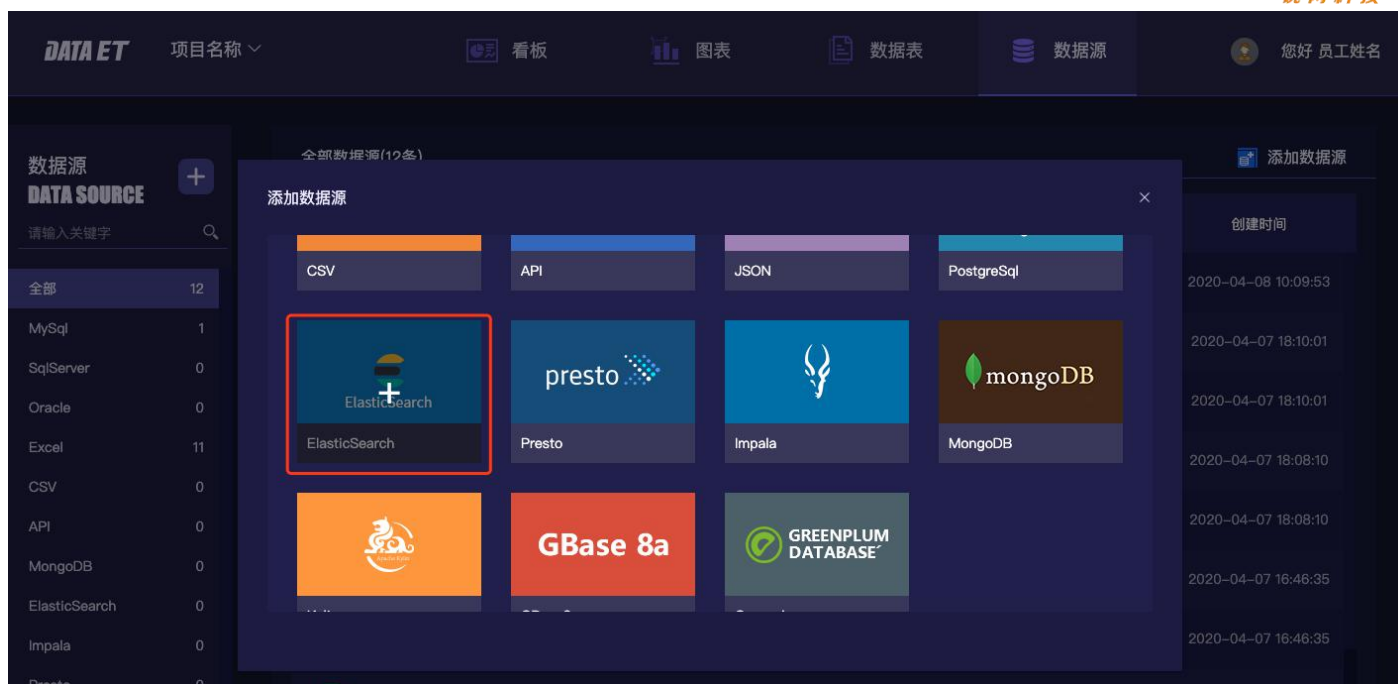 DATA ET
项目名称
看板
图表
数据表
数据源
您好 员工姓名
数据源
DATA SOURCE
请输入关键字
全部 12
MySql 1
SqlServer 0
Oracle 0
Excel 11
CSV 0
API 0
MongoDB 0
ElasticSearch 0
Impala 0
全部数据源(12条)
添加数据源
添加数据源
CSV
API
JSON
PostgreSql
ElasticSearch
presto
mongoDB
ElasticSearch
Presto
Impala
MongoDB
GBase 8a
GREENPLUM
DATABASE
创建时间
2020-04-08 10:09:53
2020-04-07 18:10:01
2020-04-07 18:10:01
2020-04-07 18:08:10
2020-04-07 18:08:10
2020-04-07 16:46:35
2020-04-07 16:46:35